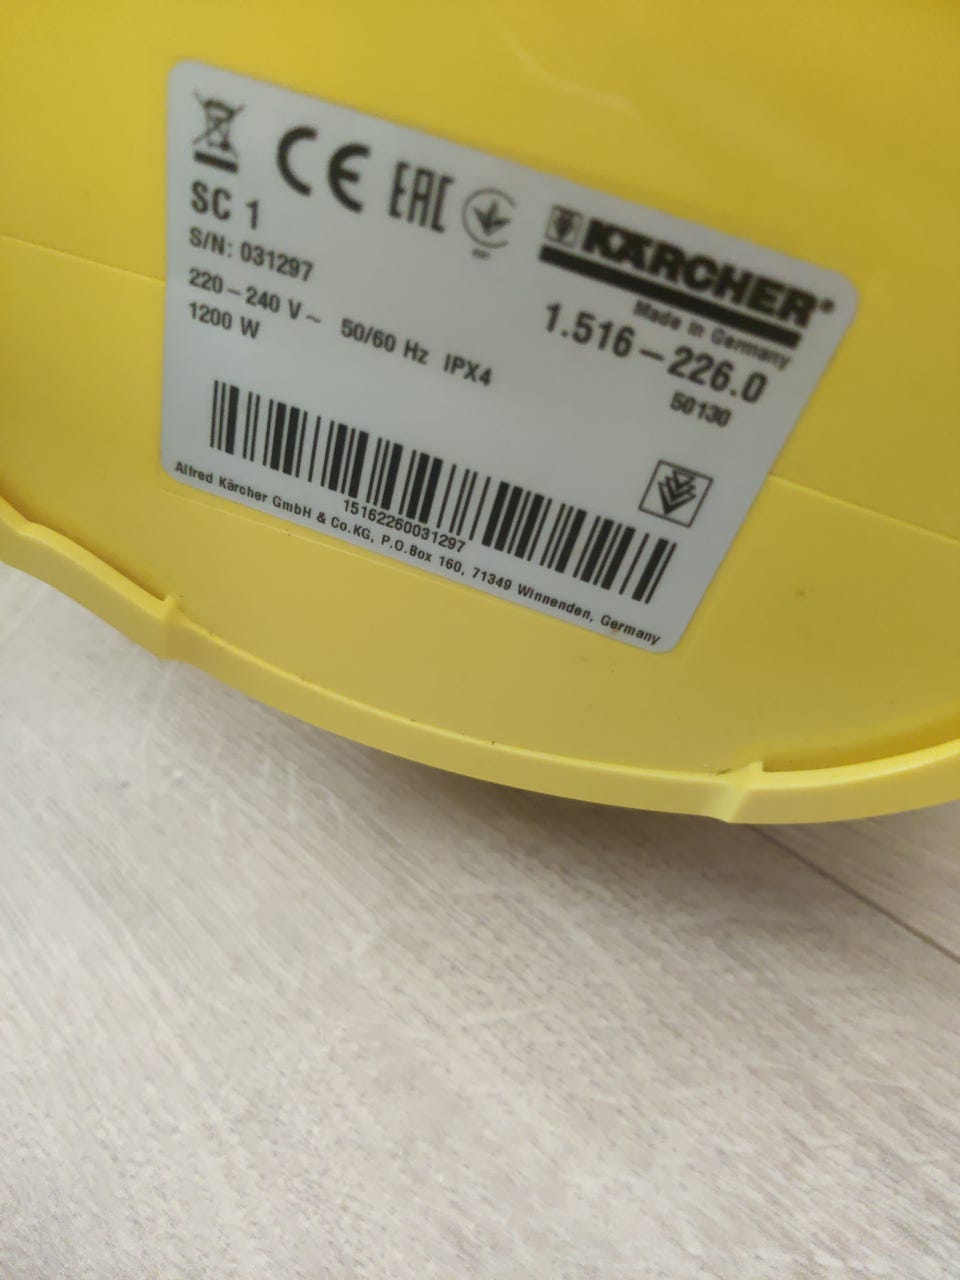 CE EAC
KÄRCHER®
Made in Germany
SC 1
S/N: 031297
220–240 V ~ 50/60 Hz IPX4
1200 W
1.516–226.0
50130
15162260031297
Alfred Kärcher GmbH & Co.KG, P.O.Box 160, 71349 Winnenden, Germany